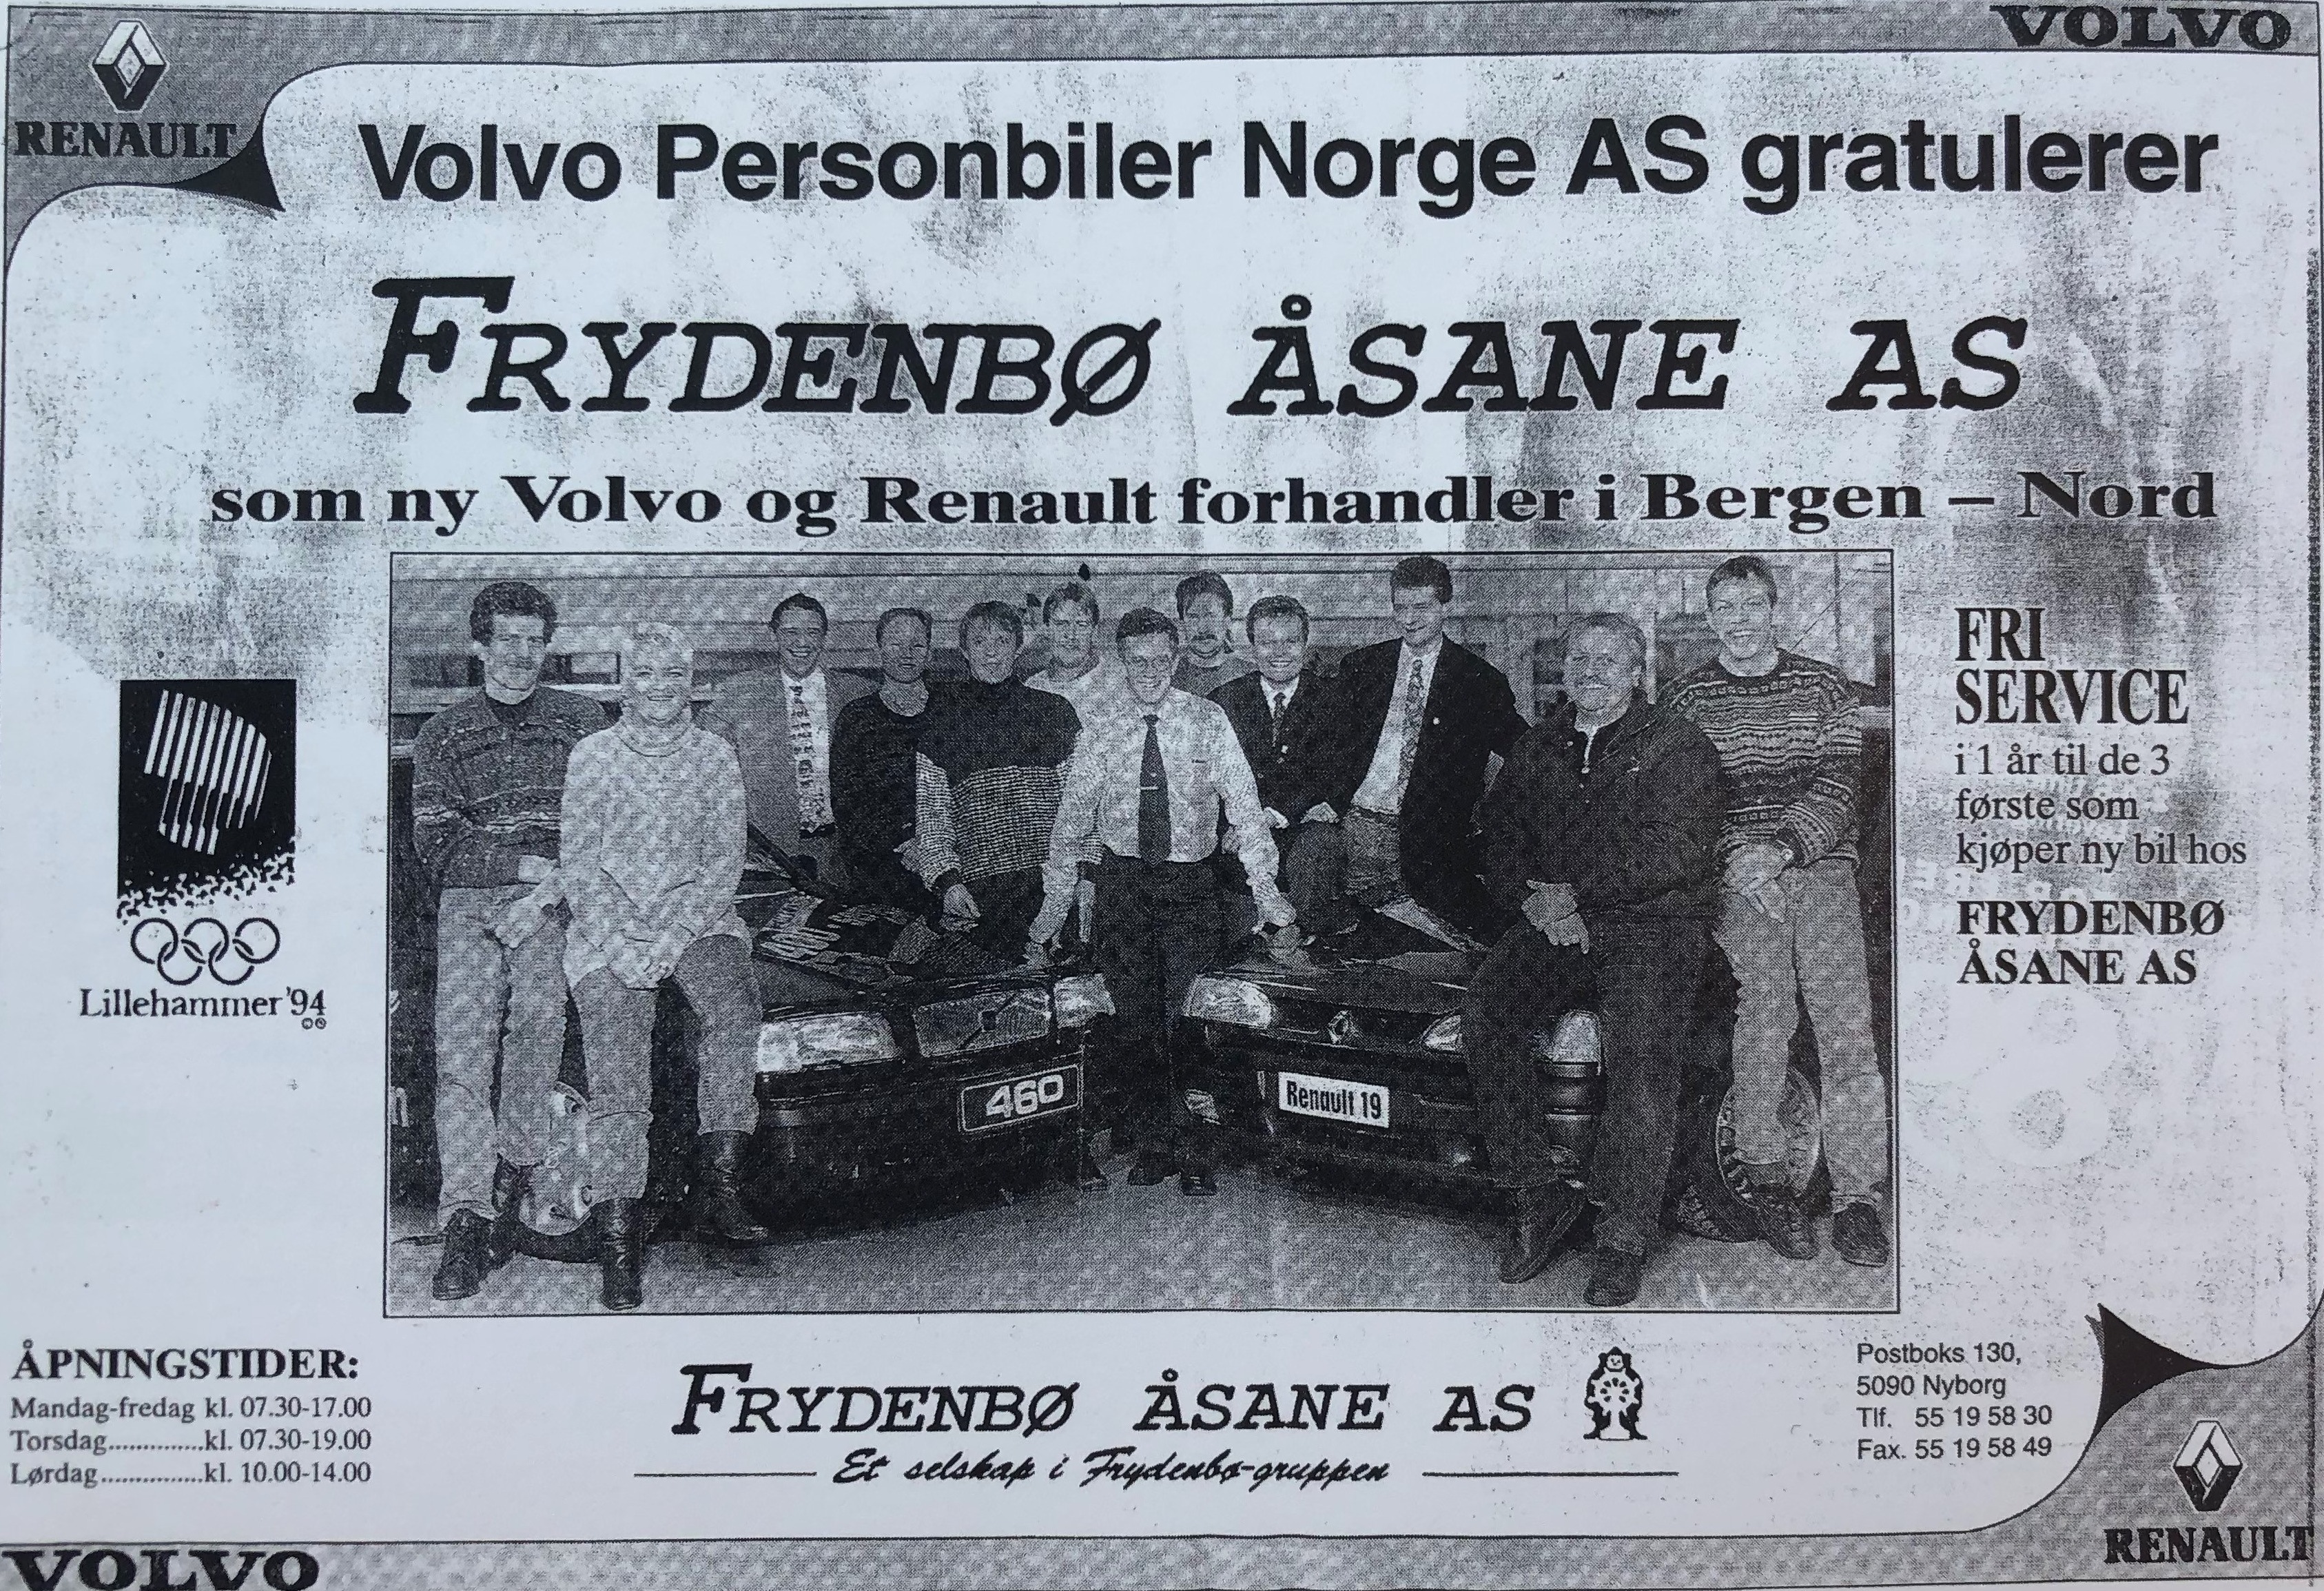 RENAULT
VOLVO
Volvo Personbiler Norge AS gratulerer
FRYDENBØ ÅSANE AS
som ny Volvo og Renault forhandler i Bergen – Nord
FRI
SERVICE
i 1 år til de 3
første som
kjøper ny bil hos
FRYDENBØ
ÅSANE AS
Lillehammer '94
460
Renault 19
ÅPNINGSTIDER:
Mandag-fredag kl. 07.30-17.00
Torsdag...............kl. 07.30-19.00
Lørdag................kl. 10.00-14.00
FRYDENBØ ÅSANE AS
Et selskap i Frydenbø-gruppen
Postboks 130,
5090 Nyborg
Tlf. 55 19 58 30
Fax. 55 19 58 49
VOLVO
RENAULT